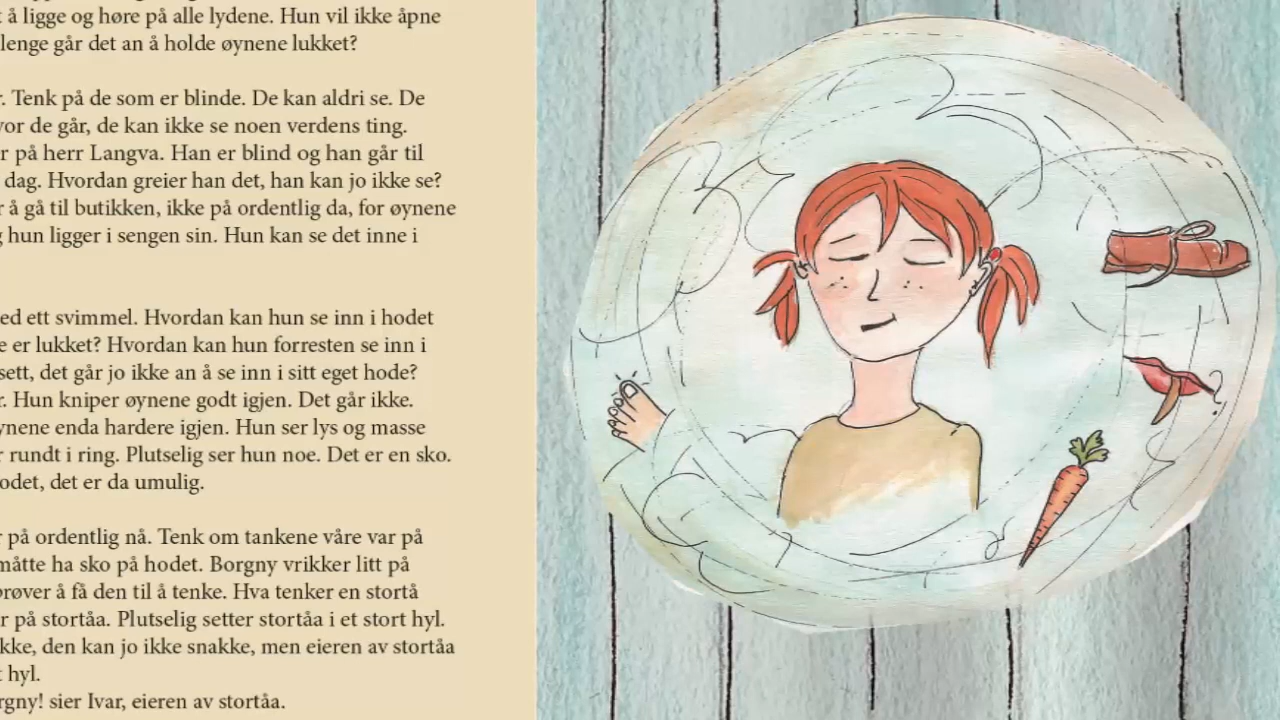 å ligge og høre på alle lydene. Hun vil ikke åpne
lenge går det an å holde øynene lukket?
Tenk på de som er blinde. De kan aldri se. De
vor de går, de kan ikke se noen verdens ting.
r på herr Langva. Han er blind og han går til
dag. Hvordan greier han det, han kan jo ikke se?
r å gå til butikken, ikke på ordentlig da, for øynene
g hun ligger i sengen sin. Hun kan se det inne i
ed ett svimmel. Hvordan kan hun se inn i hodet
e er lukket? Hvordan kan hun forresten se inn i
sett, det går jo ikke an å se inn i sitt eget hode?
r. Hun kniper øynene godt igjen. Det går ikke.
ynene enda hardere igjen. Hun ser lys og masse
r rundt i ring. Plutselig ser hun noe. Det er en sko.
odet, det er da umulig.
r på ordentlig nå. Tenk om tankene våre var på
måtte ha sko på hodet. Borgny vrikker litt på
prøver å få den til å tenke. Hva tenker en stortå
r på stortåa. Plutselig setter stortåa i et stort hyl.
kke, den kan jo ikke snakke, men eieren av stortåa
t hyl.
rgny! sier Ivar, eieren av stortåa.
?